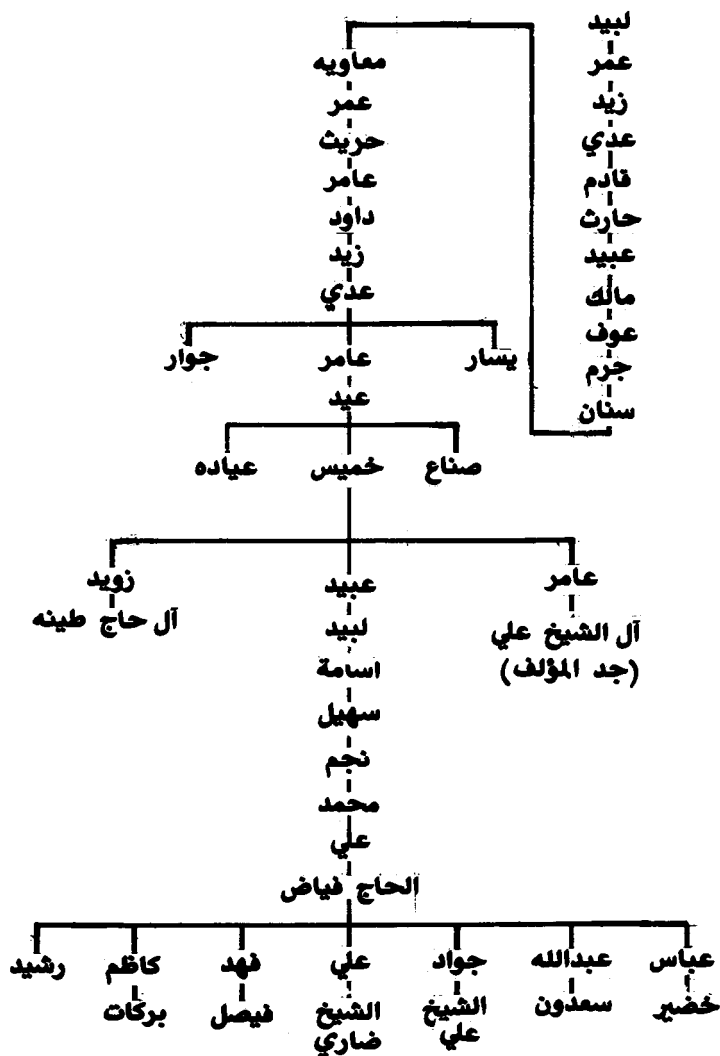 لبيد
عمر
زيد
عدي
قادم
حارث
عبيد
مالك
عوف
جرم
سنان
معاويه
عمر
حريث
عامر
داود
زيد
عدي
يسار عامر جوار
عيد
صناع خميس عياده
عامر عبيد زويد
آل الشيخ علي لبيد آل حاج طينه
(جد المؤلف) اسامة
سهيل
نجم
محمد
علي
الحاج فياض
عباس عبدالله جواد علي فهد كاظم رشيد
خضير سعدون الشيخ الشيخ فيصل بركات
علي ضاري